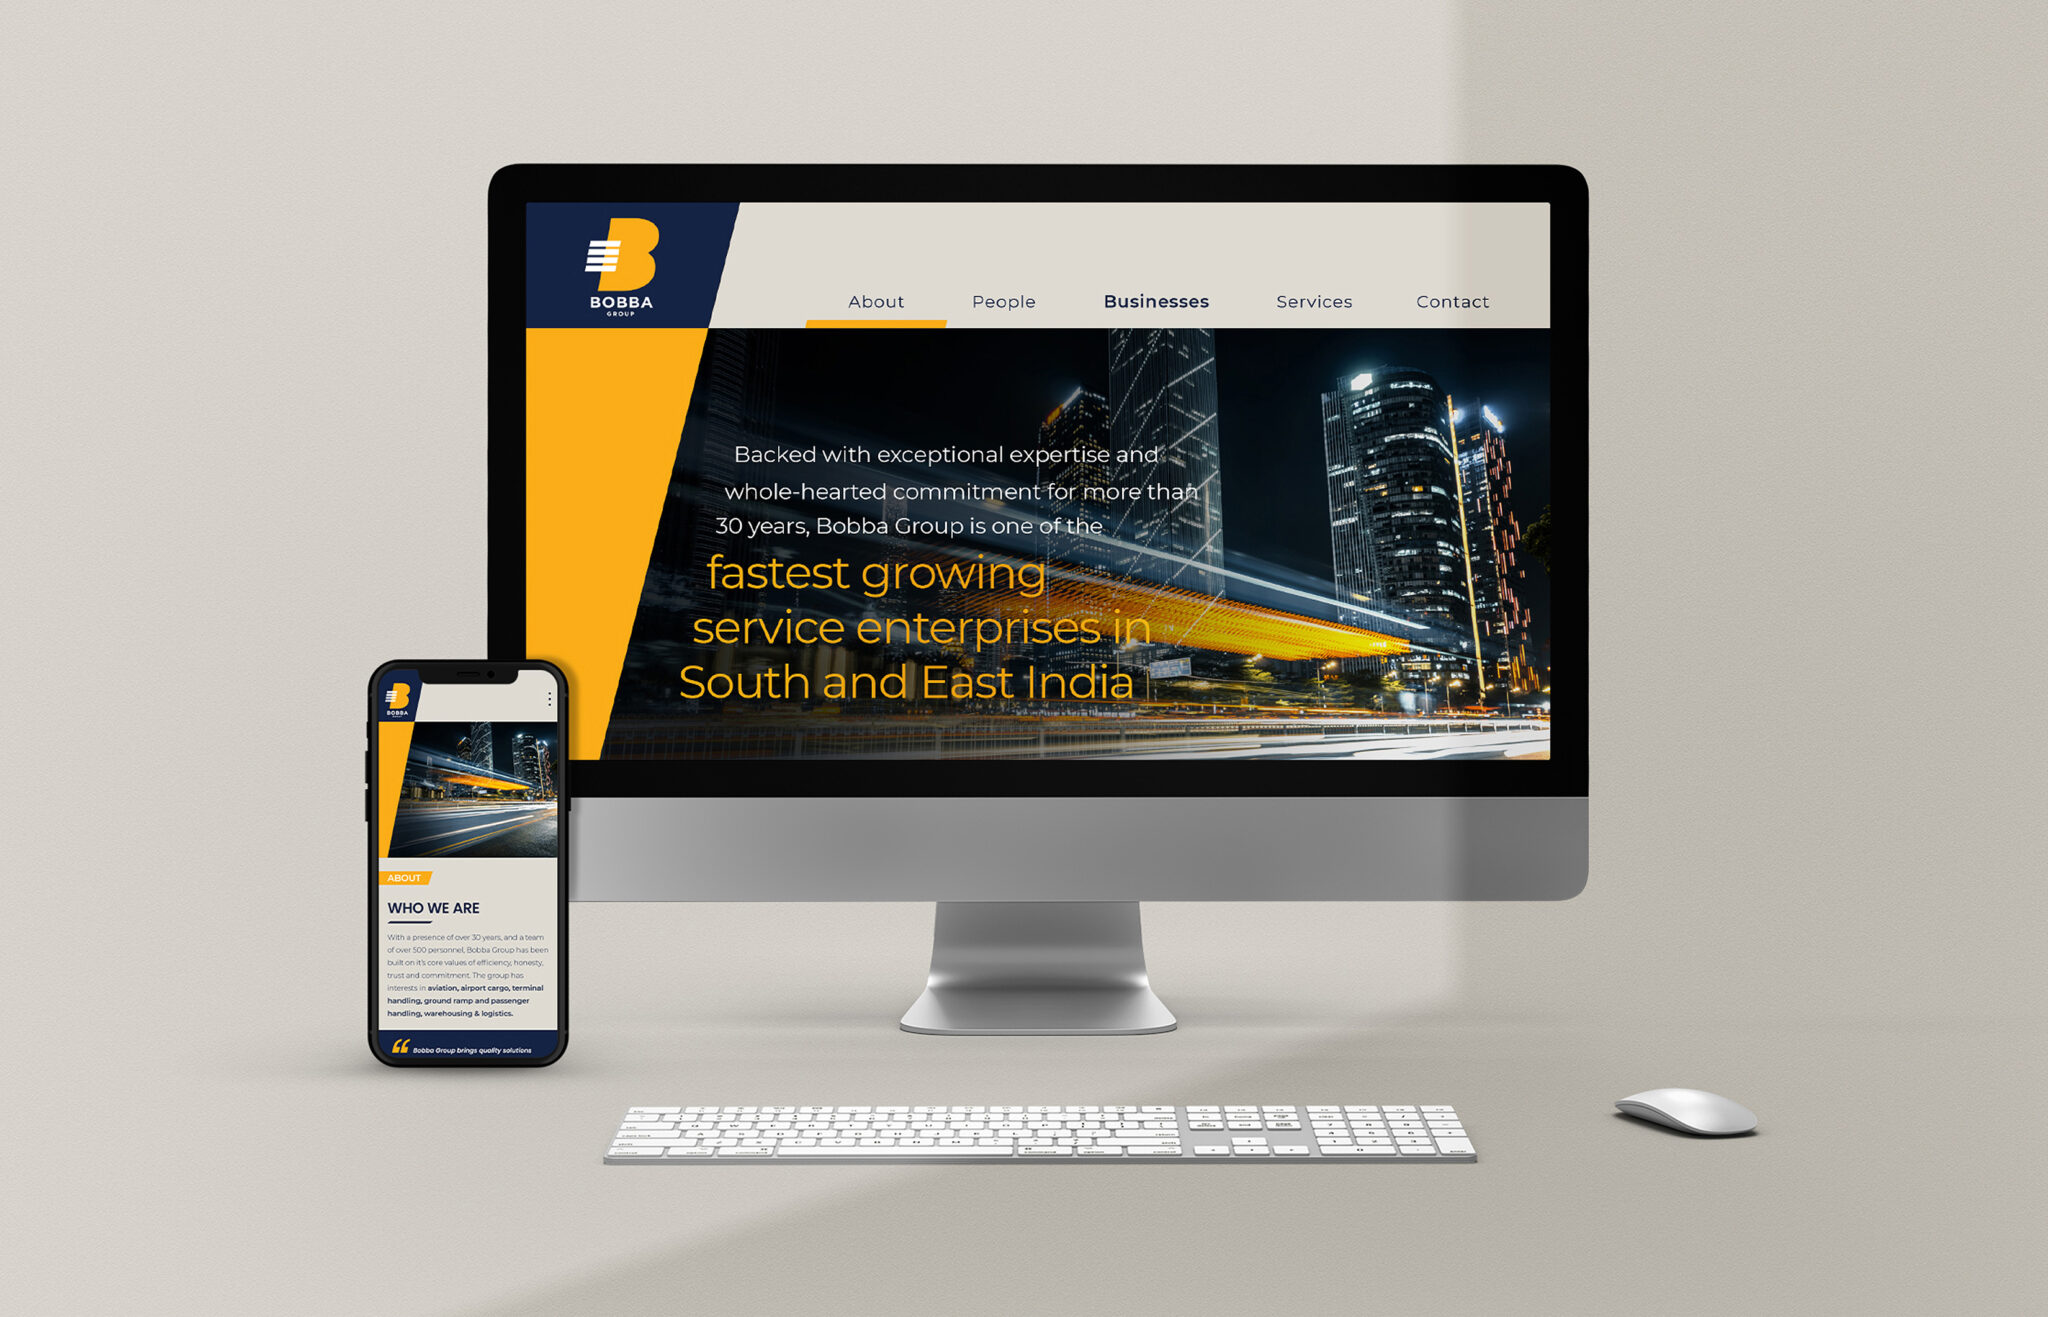 BOBBA
GROUP
About People Businesses Services Contact
Backed with exceptional expertise and
whole-hearted commitment for more than
30 years, Bobba Group is one of the
fastest growing
service enterprises in
South and East India
BOBBA
ABOUT
WHO WE ARE
With a presence of over 30 years, and a team
of over 500 personnel, Bobba Group has been
built on it's core values of efficiency, honesty,
trust and commitment. The group has
interests in aviation, airport cargo, terminal
handling, ground ramp and passenger
handling, warehousing & logistics.
“ Bobba Group brings quality solutions